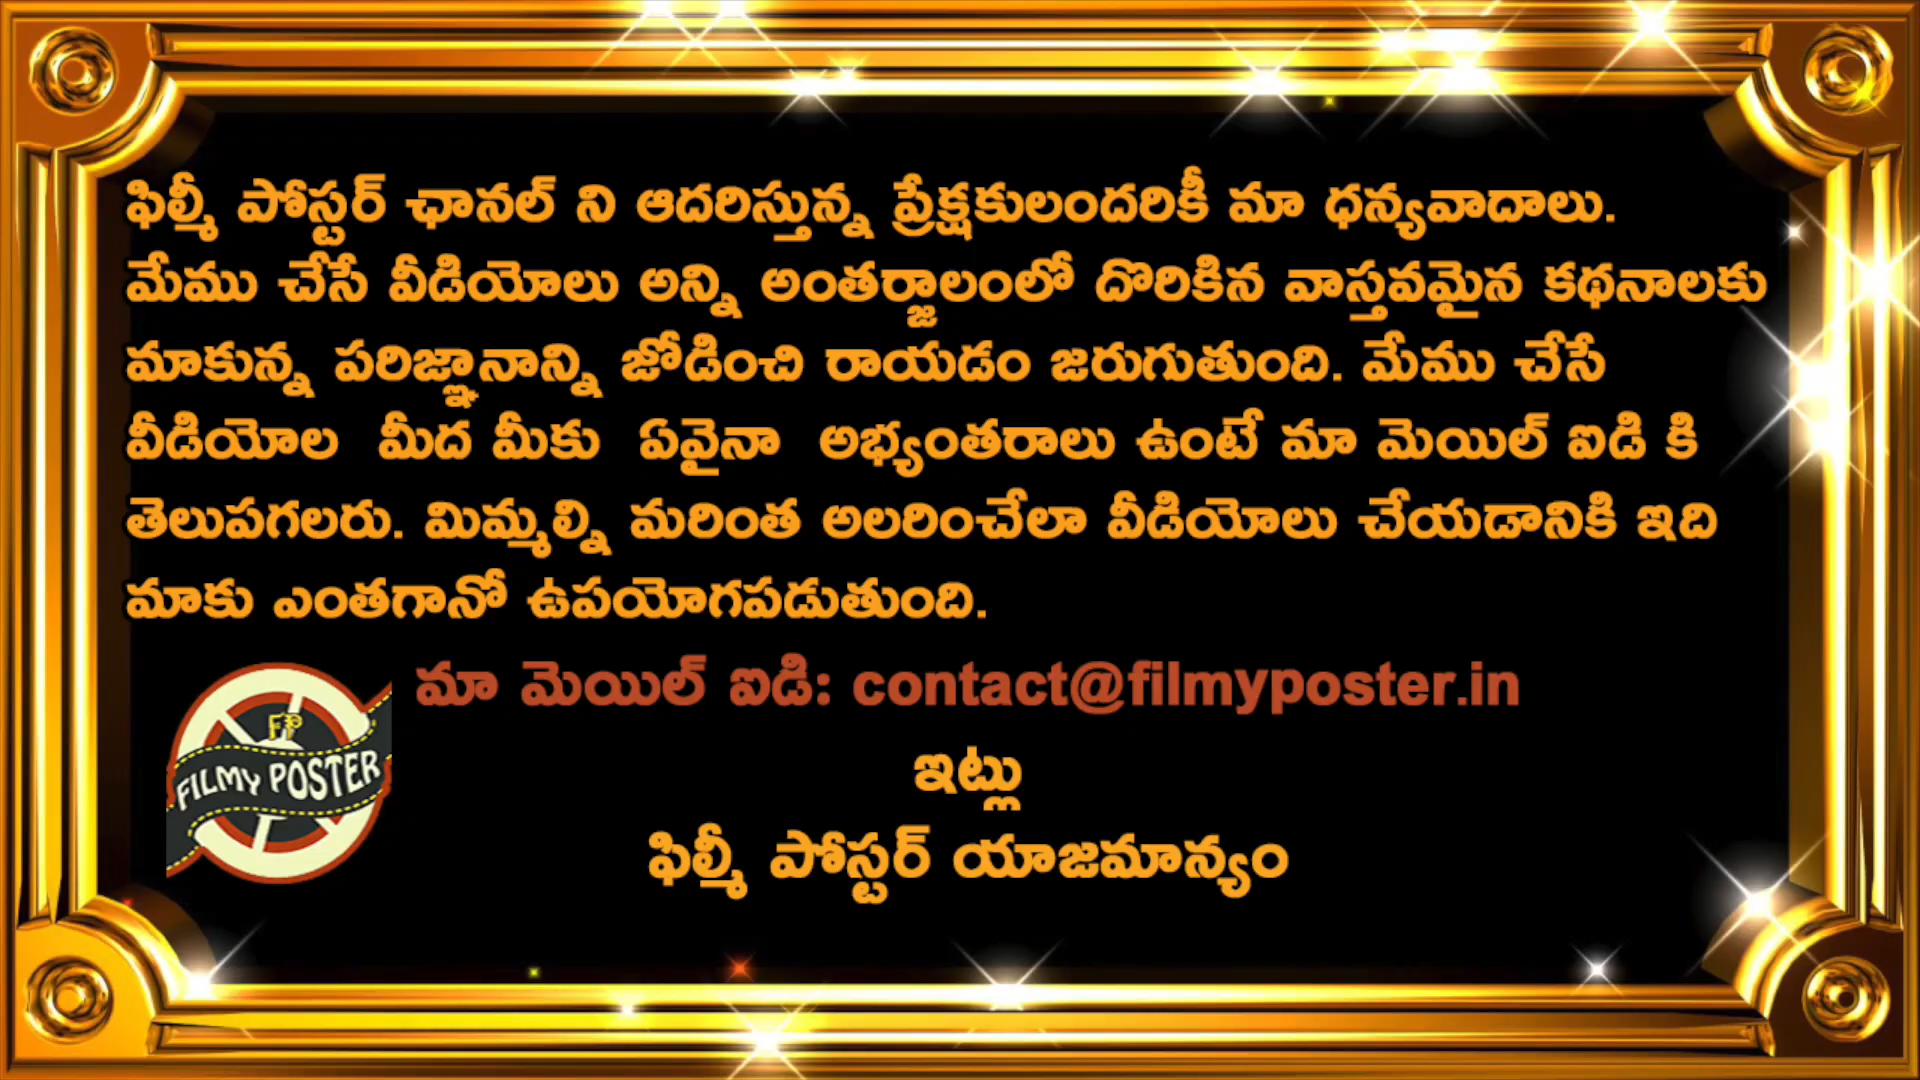 ఫిల్మీ పోస్టర్ ఛానల్ ని ఆదరిస్తున్న ప్రేక్షకులందరికీ మా ధన్యవాదాలు.
మేము చేసే వీడియోలు అన్ని అంతర్జాలంలో దొరికిన వాస్తవమైన కథనాలకు
మాకున్న పరిజ్ఞానాన్ని జోడించి రాయడం జరుగుతుంది. మేము చేసే
వీడియోల మీద మీకు ఏవైనా అభ్యంతరాలు ఉంటే మా మెయిల్ ఐడి కి
తెలుపగలరు. మిమ్మల్ని మరింత అలరించేలా వీడియోలు చేయడానికి ఇది
మాకు ఎంతగానో ఉపయోగపడుతుంది.
మా మెయిల్ ఐడి: contact@filmyposter.in
FP
FILMY POSTER
ఇట్లు
ఫిల్మీ పోస్టర్ యాజమాన్యం